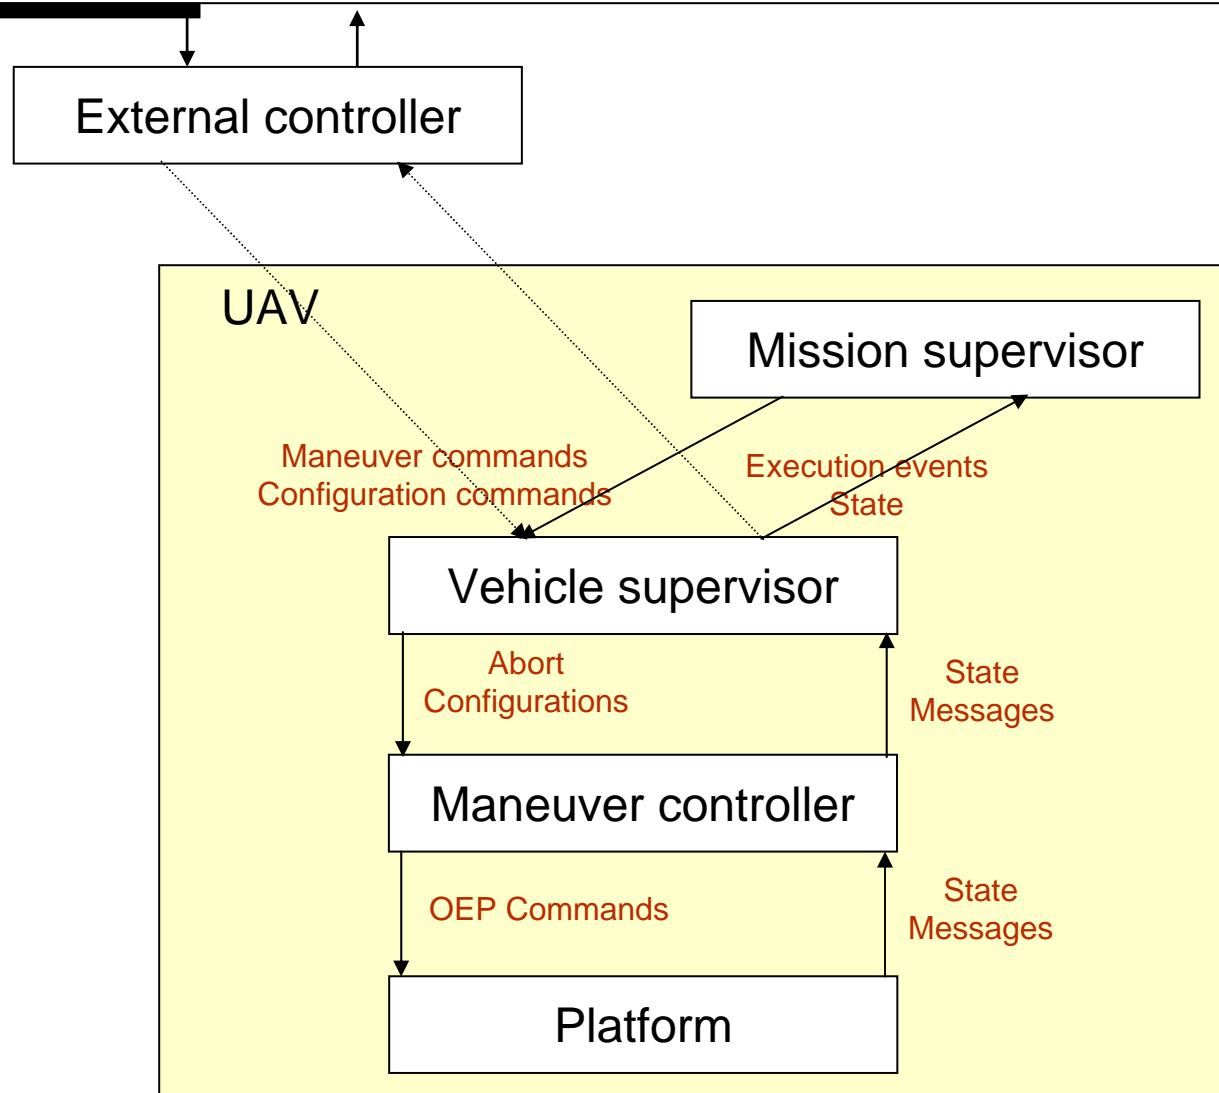 External controller
UAV
Mission supervisor
Maneuver commands
Configuration commands
Execution events
State
Vehicle supervisor
Abort
Configurations
State
Messages
Maneuver controller
OEP Commands
State
Messages
Platform